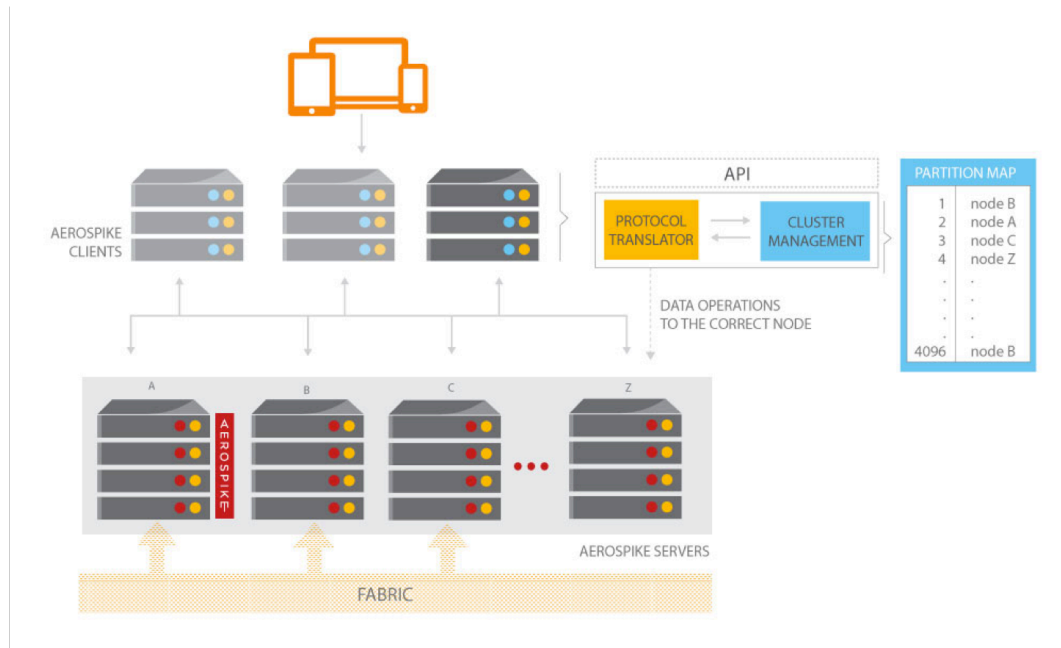 API
PROTOCOL
TRANSLATOR
CLUSTER
MANAGEMENT
PARTITION MAP
1 node B
2 node A
3 node C
4 node Z
. .
. .
. .
. .
4096 node B
AEROSPIKE
CLIENTS
DATA OPERATIONS
TO THE CORRECT NODE
A
B
C
Z
AEROSPIKE
AEROSPIKE SERVERS
FABRIC